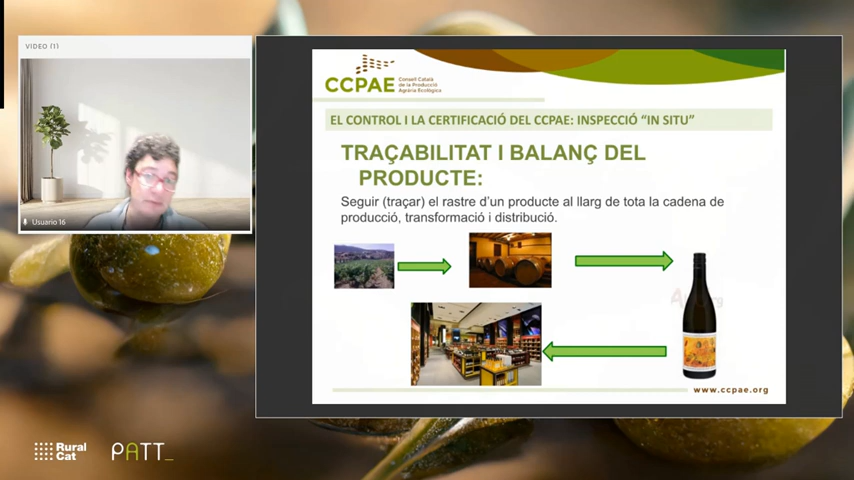 VIDEO (1)
Usuario 16
CCPAE
Consell Català
de la Producció
Agrària Ecològica
EL CONTROL I LA CERTIFICACIÓ DEL CCPAE: INSPECCIÓ “IN SITU”
TRAÇABILITAT I BALANÇ DEL
PRODUCTE:
Seguir (traçar) el rastre d’un producte al llarg de tota la cadena de
producció, transformació i distribució.
www.ccpae.org
Rural
Cat
PATT_